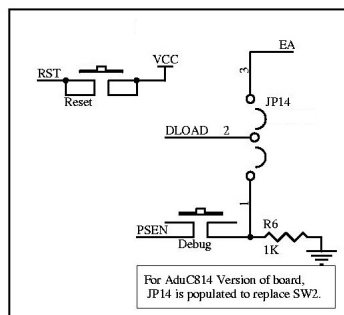 EA
VCC
RST
3
Reset
JP14
DLOAD 2
1
PSEN
R6
Debug
1K
For AduC814 Version of board,
JP14 is populated to replace SW2.